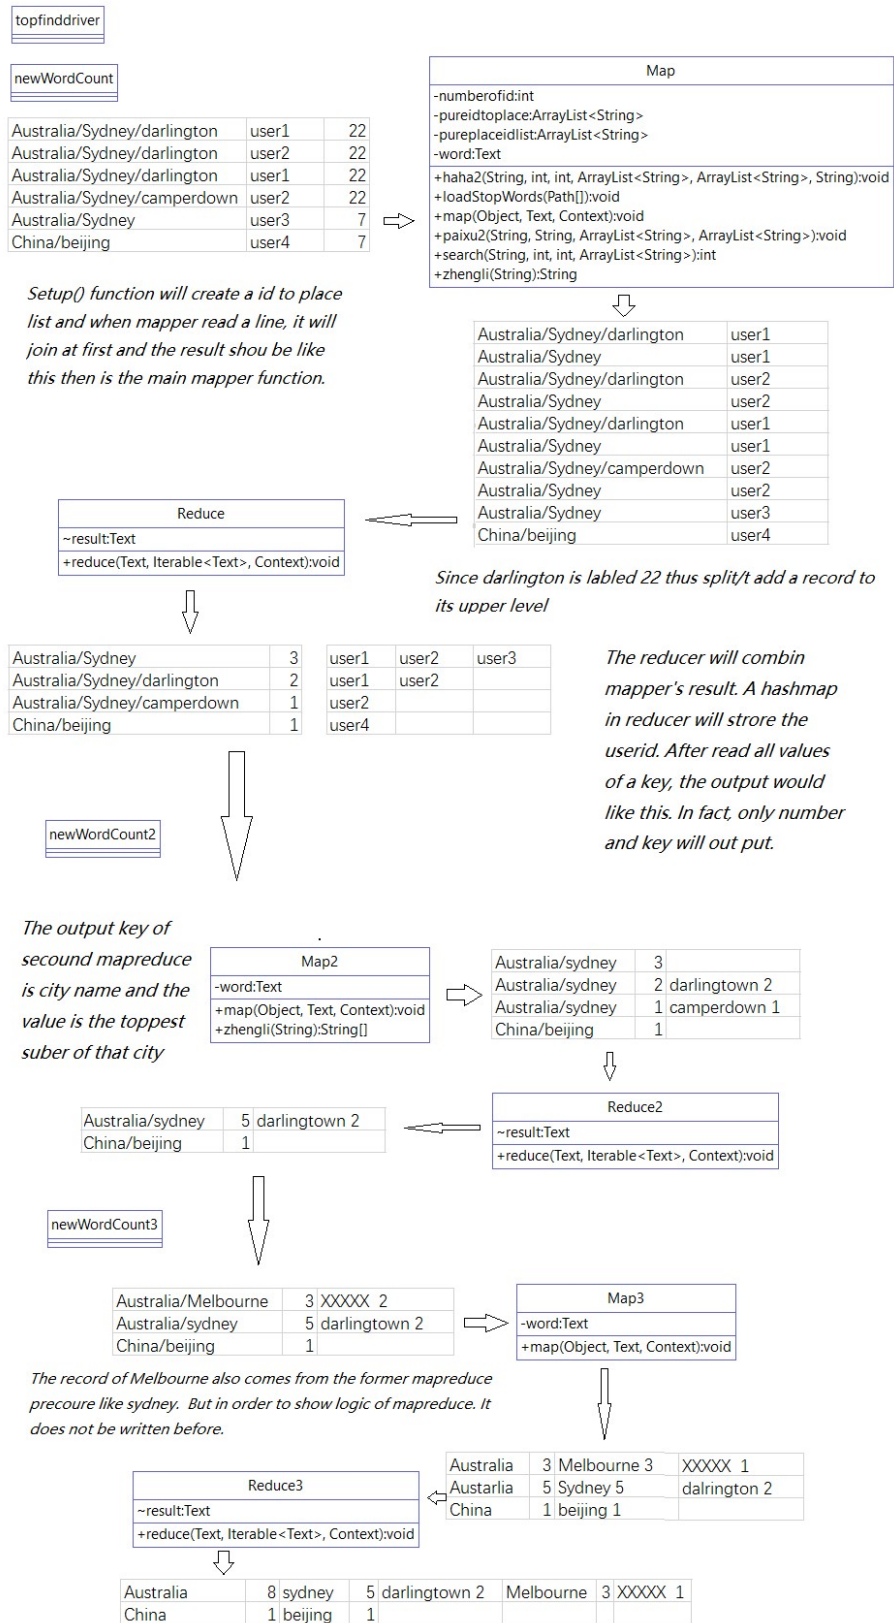 topfinddriver
newWordCount
Australia/Sydney/darlington user1 22
Australia/Sydney/darlington user2 22
Australia/Sydney/darlington user1 22
Australia/Sydney/camperdown user2 22
Australia/Sydney user3 7
China/beijing user4 7
Map
-numberofid:int
-pureidtoplace:ArrayList<String>
-pureplaceidlist:ArrayList<String>
-word:Text
+haha2(String, int, int, ArrayList<String>, ArrayList<String>, String):void
+loadStopWords(Path[]):void
+map(Object, Text, Context):void
+paixu2(String, String, ArrayList<String>, ArrayList<String>):void
+search(String, int, int, ArrayList<String>):int
+zhengli(String):String
Setup() function will create a id to place
list and when mapper read a line, it will
join at first and the result shou be like
this then is the main mapper function.
Australia/Sydney/darlington user1
Australia/Sydney user1
Australia/Sydney/darlington user2
Australia/Sydney user2
Australia/Sydney/darlington user1
Australia/Sydney user1
Australia/Sydney/camperdown user2
Australia/Sydney user2
Australia/Sydney user3
China/beijing user4
Since darlington is labled 22 thus split/t add a record to
its upper level
Reduce
~result:Text
+reduce(Text, Iterable<Text>, Context):void
Australia/Sydney 3 user1 user2 user3
Australia/Sydney/darlington 2 user1 user2
Australia/Sydney/camperdown 1 user2
China/beijing 1 user4
The reducer will combin
mapper's result. A hashmap
in reducer will strore the
userid. After read all values
of a key, the output would
like this. In fact, only number
and key will out put.
newWordCount2
The output key of
secound mapreduce
is city name and the
value is the toppest
suber of that city
Map2
-word:Text
+map(Object, Text, Context):void
+zhengli(String):String[]
Australia/sydney 3
Australia/sydney 2 darlingtown 2
Australia/sydney 1 camperdown 1
China/beijing 1
Reduce2
~result:Text
+reduce(Text, Iterable<Text>, Context):void
Australia/sydney 5 darlingtown 2
China/beijing 1
newWordCount3
Australia/Melbourne 3 XXXXX 2
Australia/sydney 5 darlingtown 2
China/beijing 1
Map3
-word:Text
+map(Object, Text, Context):void
The record of Melbourne also comes from the former mapreduce
precoure like sydney. But in order to show logic of mapreduce. It
does not be written before.
Australia 3 Melbourne 3 XXXXX 1
Austarlia 5 Sydney 5 dalrington 2
China 1 beijing 1
Reduce3
~result:Text
+reduce(Text, Iterable<Text>, Context):void
Australia 8 sydney 5 darlingtown 2 Melbourne 3 XXXXX 1
China 1 beijing 1